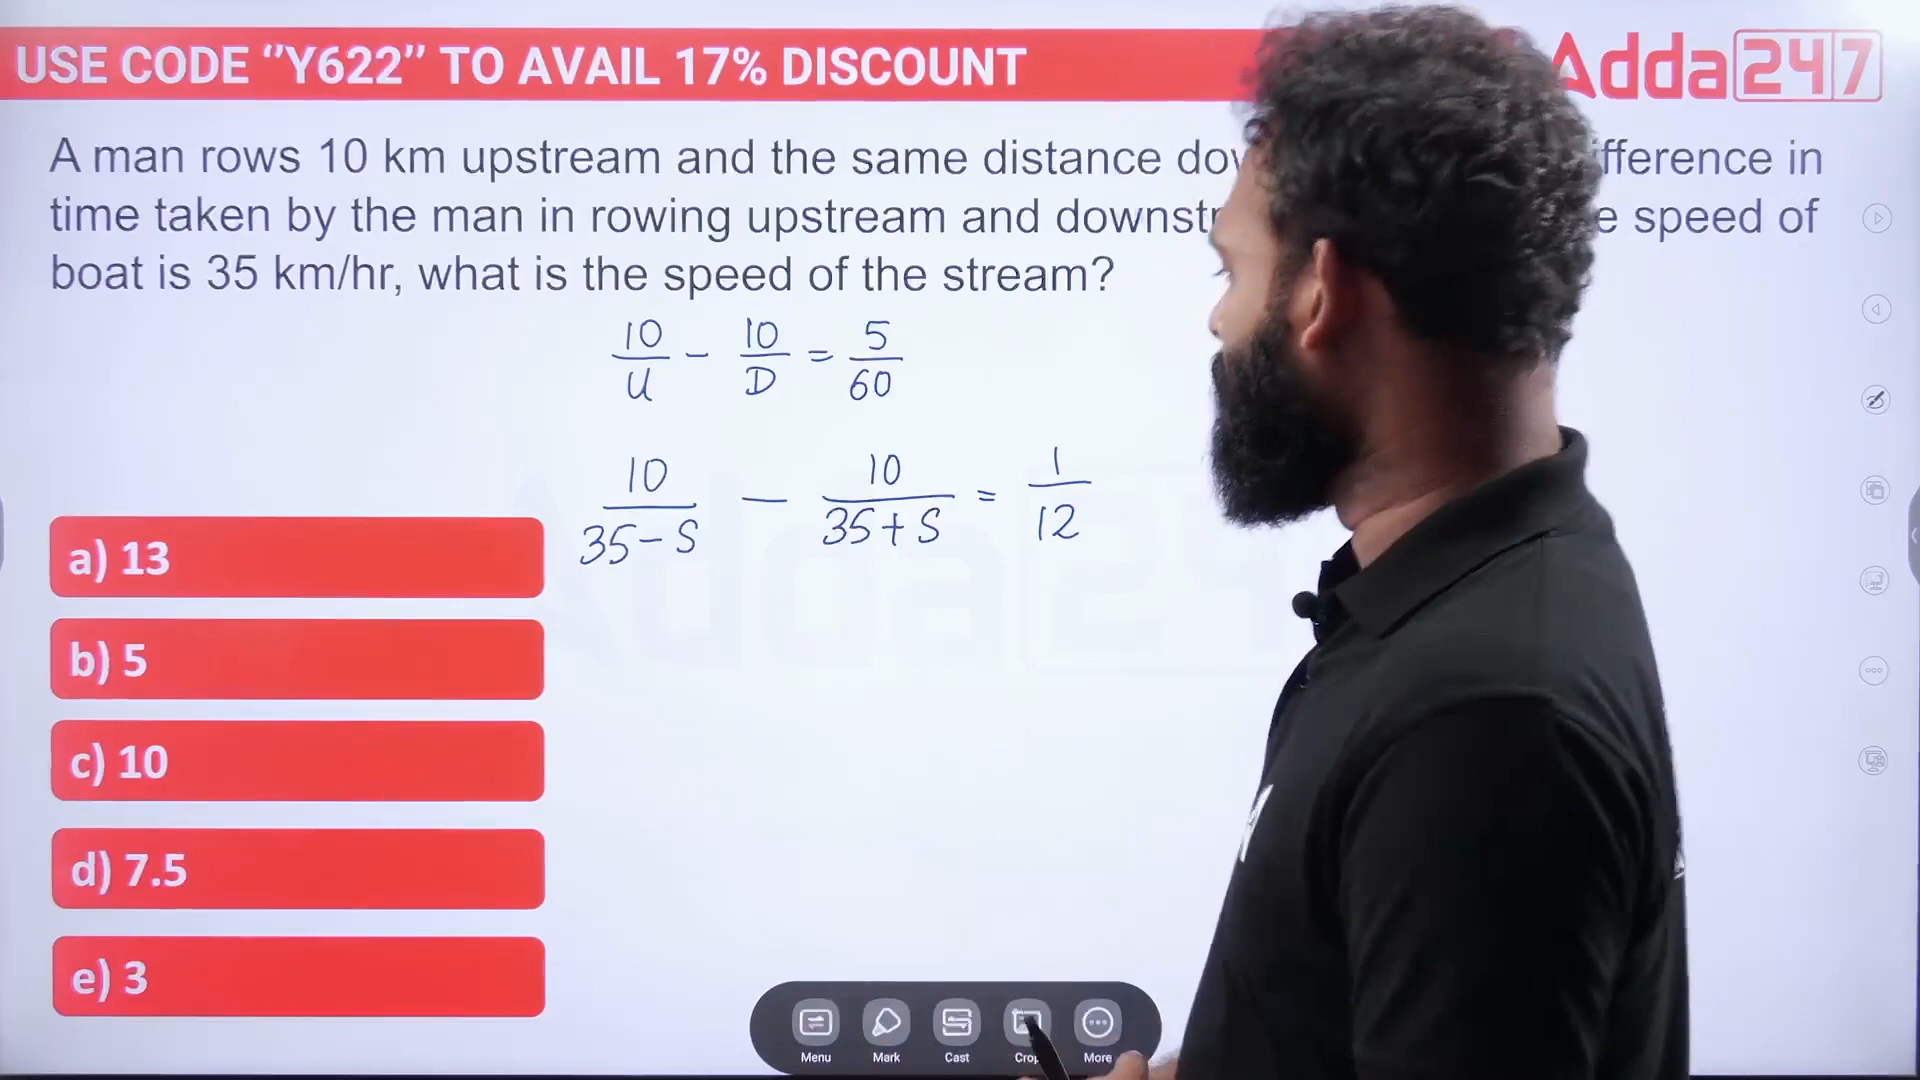 USE CODE ‘’Y622’’ TO AVAIL 17% DISCOUNT
Adda247
A man rows 10 km upstream and the same distance difference in
time taken by the man in rowing upstream and speed of
boat is 35 km/hr, what is the speed of the stream?
10/U - 10/D = 5/60
10/35-S - 10/35+S = 1/12
Adda24
a) 13
b) 5
c) 10
d) 7.5
e) 3
Menu Mark Cast Crop More